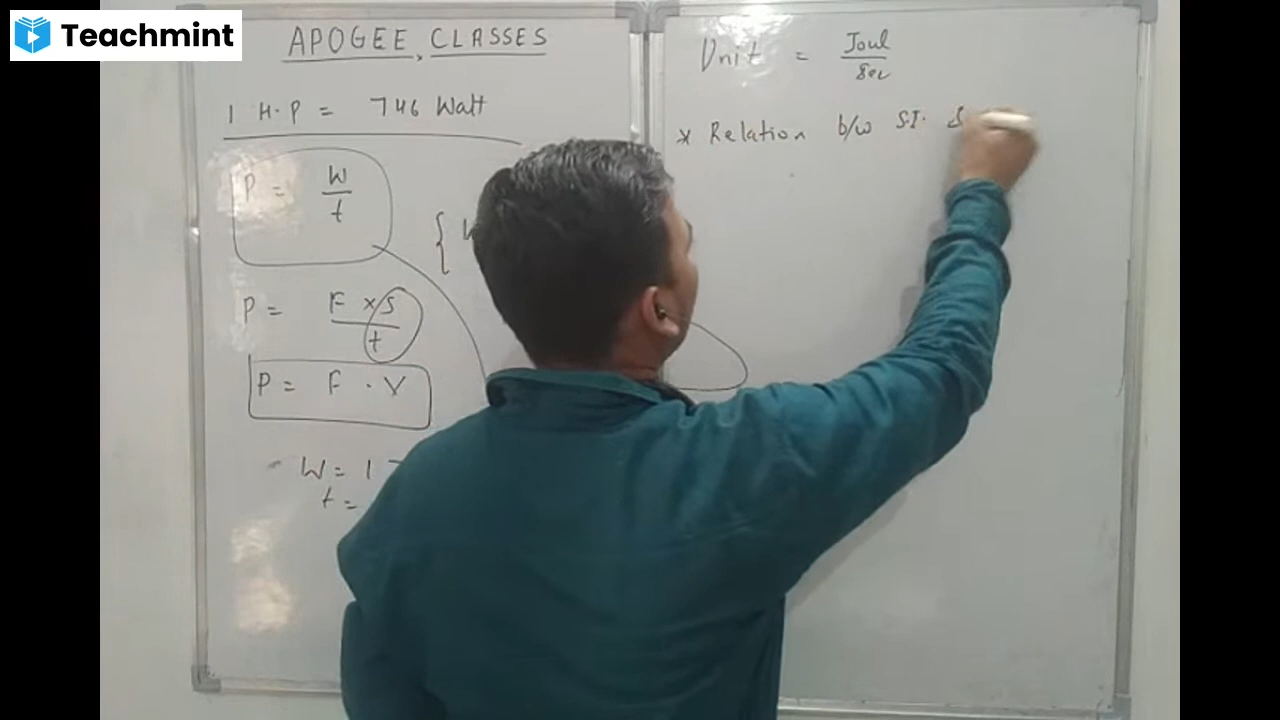 Teachmint
APOGEE, CLASSES
1 H.P = 746 Watt
P = W
t
P = F × S
t
P = F . V
W = 1
t =
Unit = Joul
Sec
* Relation b/w S.I. &